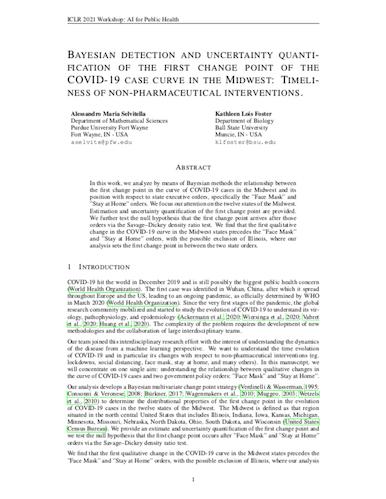 ICLR 2021 Workshop: AI for Public Health
BAYESIAN DETECTION AND UNCERTAINTY QUANTI-
FICATION OF THE FIRST CHANGE POINT OF THE
COVID-19 CASE CURVE IN THE MIDWEST: TIMELI-
NESS OF NON-PHARMACEUTICAL INTERVENTIONS.
Alessandro Maria Selvitella
Department of Mathematical Sciences
Purdue University Fort Wayne
Fort Wayne, IN - USA
aselvite@pfw.edu
Kathleen Lois Foster
Department of Biology
Ball State University
Muncie, IN - USA
klfoster@bsu.edu
ABSTRACT
In this work, we analyze by means of Bayesian methods the relationship between
the first change point in the curve of COVID-19 cases in the Midwest and its
position with respect to state executive orders, specifically the "Face Mask" and
"Stay at Home" orders. We focus our attention on the twelve states of the Midwest.
Estimation and uncertainty quantification of the first change point are provided.
We further test the null hypothesis that the first change point arrives after those
orders via the Savage–Dickey density ratio test. We find that the first qualitative
change in the COVID-19 curve in the Midwest precedes the "Face Mask"
and "Stay at Home" orders, with the possible exclusion of Illinois, where our
analysis sets the first change point in between the two state orders.
1 INTRODUCTION
COVID-19 hit the world in December 2019 and is still possibly the biggest public health concern
(World Health Organization). The first case was identified in Wuhan, China, after which it spread
throughout Europe and the US, leading to an ongoing pandemic, as officially determined by WHO
in March 2020 (World Health Organization). Since the very first stages of the pandemic, the global
research community mobilized and started to study the evolution of COVID-19 to understand its vir-
ology, pathophysiology, and epidemiology (Ackermann et al., 2020; Wiersinga et al., 2020; Vabret
et al., 2020; Huang et al., 2020). The complexity of the problem requires the development of new
methodologies and the collaboration of large interdisciplinary teams.
Our team joined this interdisciplinary research effort with the interest of understanding the dynamics
of the disease from a machine learning perspective. We want to understand the time evolution
of COVID-19 and in particular its changes with respect to non-pharmaceutical interventions (eg.
lockdowns, social distancing, face mask, stay at home, and many others). In this manuscript, we
will concentrate on one single aim: understanding the relationship between qualitative changes in
the curve of COVID-19 cases and two government policy orders: "Face Mask" and "Stay at Home".
Our analysis develops a Bayesian multivariate change point strategy (Verdinelli & Wasserman, 1995;
Consonni & Veronese, 2008; Bürkner, 2017; Wagenmakers et al., 2010; Muggeo, 2003; Wetzels
et al., 2010) to determine the distributional properties of the first change point in the evolution
of COVID-19 cases in the twelve states of the Midwest. The Midwest is defined as that region
situated in the north central United States that includes Illinois, Indiana, Iowa, Kansas, Michigan,
Minnesota, Missouri, Nebraska, North Dakota, Ohio, South Dakota, and Wisconsin (United States
Census Bureau). We provide an estimate and uncertainty quantification of the first change point and
we test the null hypothesis that the first change point occurs after "Face Mask" and "Stay at Home"
orders via the Savage–Dickey density ratio test.
We find that the first qualitative change in the COVID-19 curve in the Midwest precedes the
"Face Mask" and "Stay at Home" orders, with the possible exclusion of Illinois, where our analysis
1